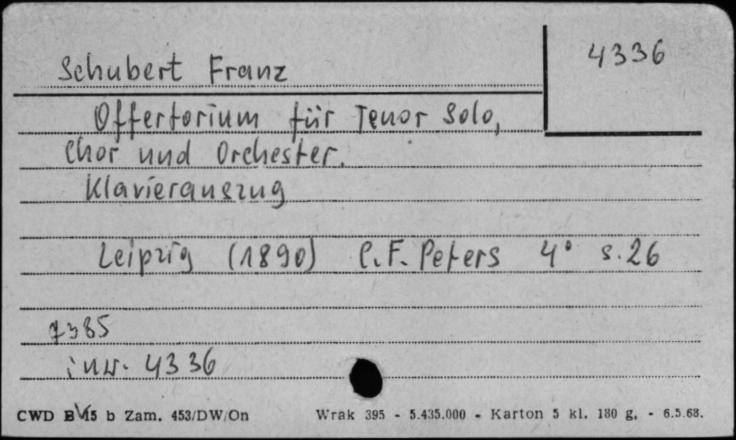 Schubert Franz
4336
Offertorium für Tenor Solo,
Chor und Orchester.
Klavierauszug
Leipzig (1890) C.F. Peters 4° s. 26
7385
inw. 4336
CWD B 15 b Zam. 453/DW/On Wrak 395 - 5.435.000 - Karton 5 kl. 180 g. - 6.5.68.